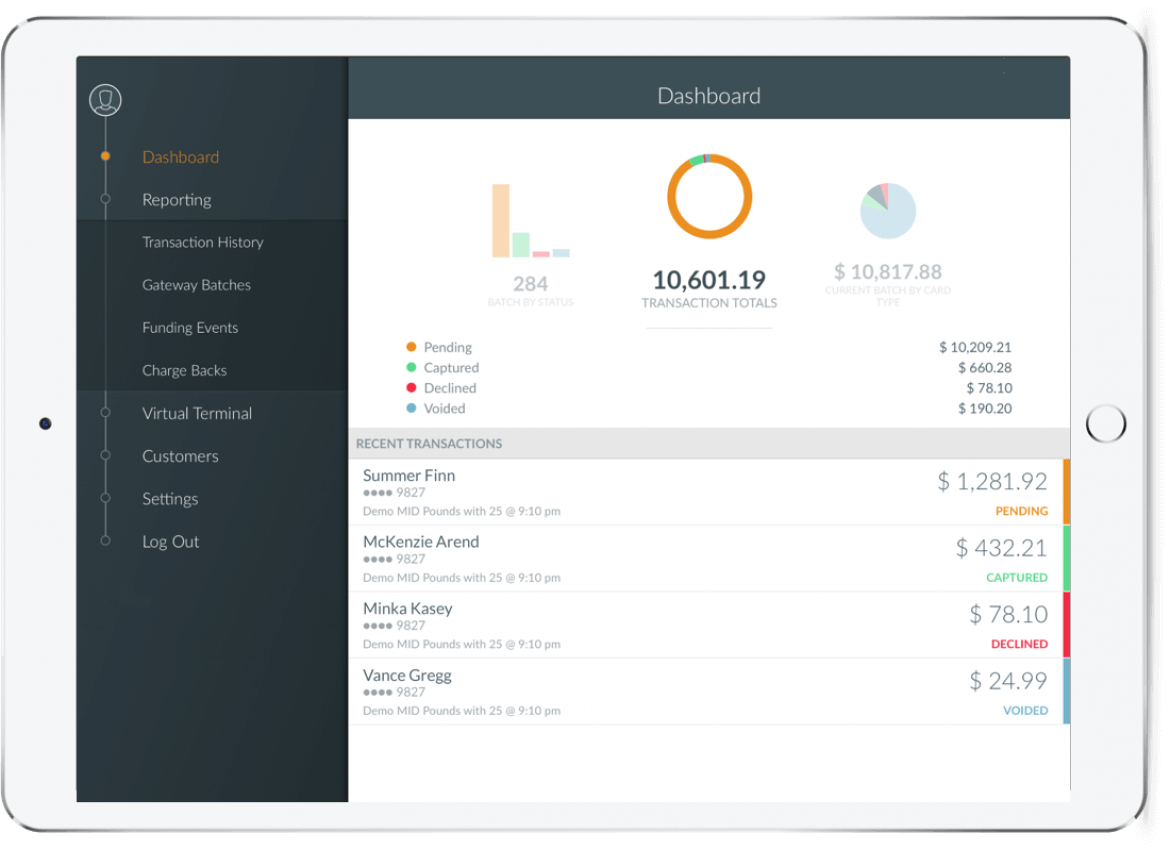 Dashboard
Dashboard
Reporting
Transaction History
Gateway Batches
Funding Events
Charge Backs
Virtual Terminal
Customers
Settings
Log Out
284
BATCH BY STATUS
10,601.19
TRANSACTION TOTALS
$ 10,817.88
CURRENT BATCH BY CARD
TYPE
Pending $ 10,209.21
Captured $ 660.28
Declined $ 78.10
Voided $ 190.20
RECENT TRANSACTIONS
Summer Finn $ 1,281.92
●●●● 9827
Demo MID Pounds with 25 @ 9:10 pm PENDING
McKenzie Arend $ 432.21
●●●● 9827
Demo MID Pounds with 25 @ 9:10 pm CAPTURED
Minka Kasey $ 78.10
●●●● 9827
Demo MID Pounds with 25 @ 9:10 pm DECLINED
Vance Gregg $ 24.99
●●●● 9827
Demo MID Pounds with 25 @ 9:10 pm VOIDED